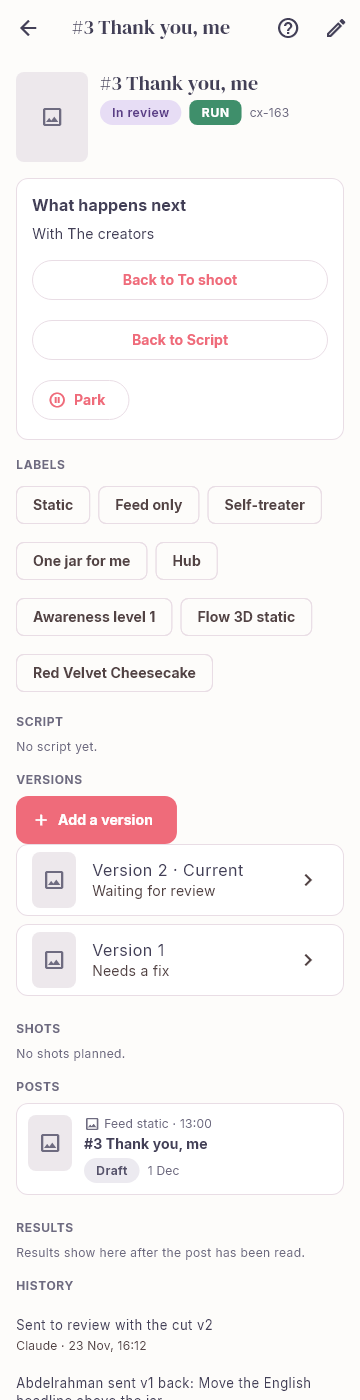 #3 Thank you, me
#3 Thank you, me
In review RUN cx-163
What happens next
With The creators
Back to To shoot
Back to Script
Park
LABELS
Static Feed only Self-treater
One jar for me Hub
Awareness level 1 Flow 3D static
Red Velvet Cheesecake
SCRIPT
No script yet.
VERSIONS
+ Add a version
Version 2 · Current
Waiting for review
Version 1
Needs a fix
SHOTS
No shots planned.
POSTS
Feed static · 13:00
#3 Thank you, me
Draft 1 Dec
RESULTS
Results show here after the post has been read.
HISTORY
Sent to review with the cut v2
Claude · 23 Nov, 16:12
Abdelrahman sent v1 back: Move the English
headline above the jar